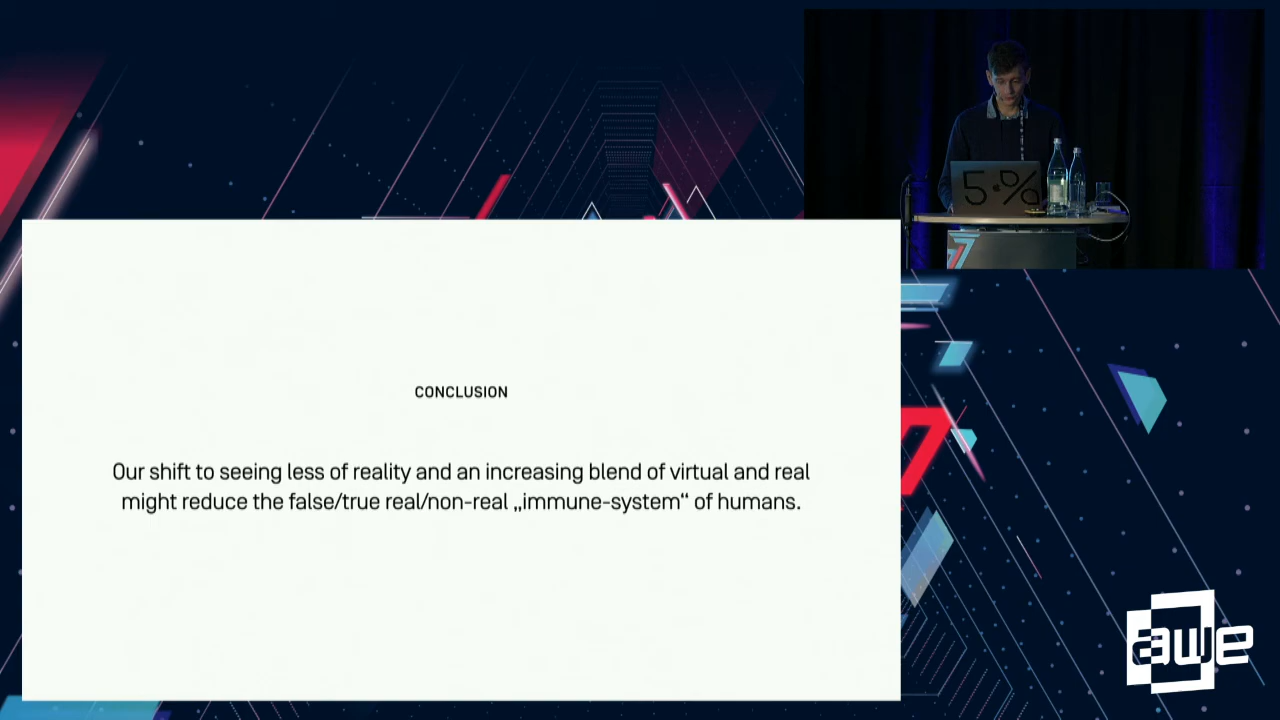 5.%
CONCLUSION
Our shift to seeing less of reality and an increasing blend of virtual and real
might reduce the false/true real/non-real „immune-system“ of humans.
awe